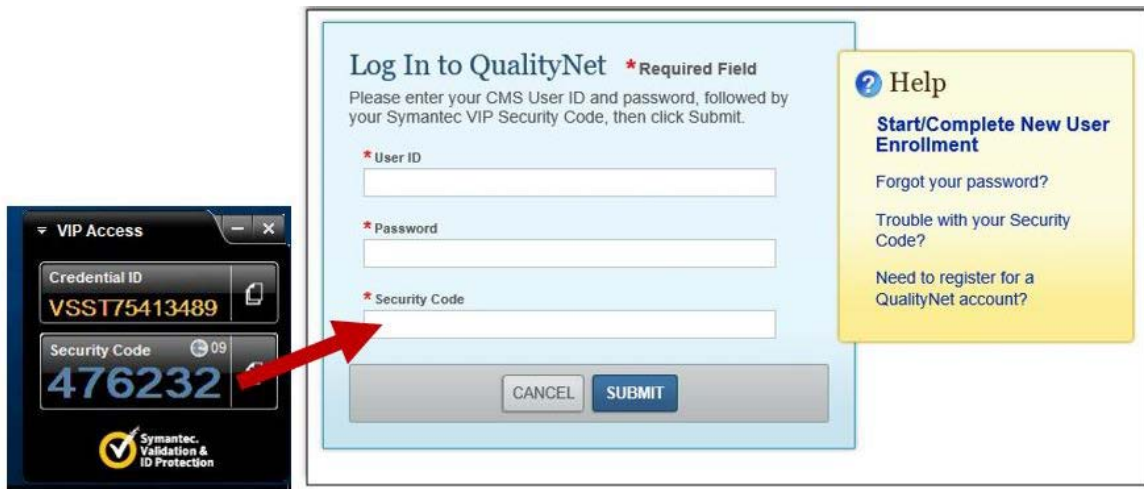 VIP Access
Credential ID
VSST75413489
Security Code 09
476232
Symantec.
Validation &
ID Protection
Log In to QualityNet *Required Field
Please enter your CMS User ID and password, followed by
your Symantec VIP Security Code, then click Submit.
* User ID
* Password
* Security Code
CANCEL SUBMIT
? Help
Start/Complete New User
Enrollment
Forgot your password?
Trouble with your Security
Code?
Need to register for a
QualityNet account?